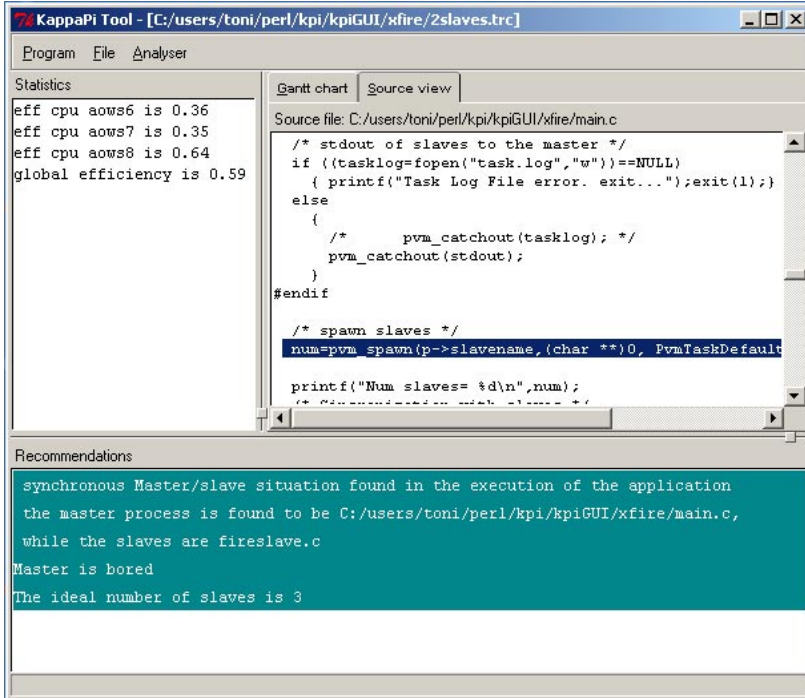 KappaPi Tool - [C:/users/toni/perl/kpi/kpiGUI/xfire/2slaves.trc]
Program File Analyser
Statistics
eff cpu aows6 is 0.36
eff cpu aows7 is 0.35
eff cpu aows8 is 0.64
global efficiency is 0.59
Gantt chart Source view
Source file: C:/users/toni/perl/kpi/kpiGUI/xfire/main.c
/* stdout of slaves to the master */
if ((tasklog=fopen("task.log","w"))==NULL)
{ printf("Task Log File error. exit...");exit(1);}
else
{
/* pvm_catchout(tasklog); */
pvm_catchout(stdout);
}
#endif
/* spawn slaves */
num=pvm_spawn(p->slavename,(char **)0, PvmTaskDefault
printf("Num slaves= %d\n",num);
Recommendations
synchronous Master/slave situation found in the execution of the application
the master process is found to be C:/users/toni/perl/kpi/kpiGUI/xfire/main.c,
while the slaves are fireslave.c
Master is bored
The ideal number of slaves is 3